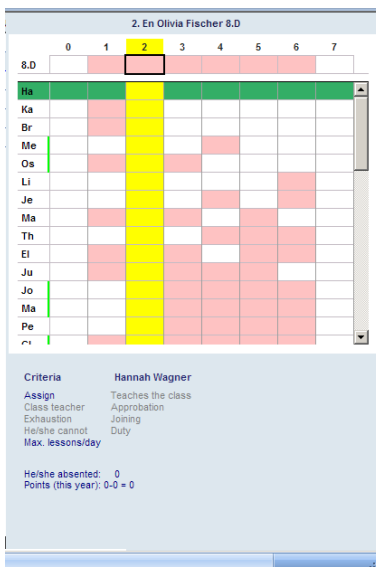 2. En Olivia Fischer 8.D
0 1 2 3 4 5 6 7
8.D
Ha
Ka
Br
Me
Os
Li
Je
Ma
Th
El
Ju
Jo
Ma
Pe
Criteria Hannah Wagner
Assign Teaches the class
Class teacher Approbation
Exhaustion Joining
He/she cannot Duty
Max. lessons/day
He/she absented: 0
Points (this year): 0-0 = 0